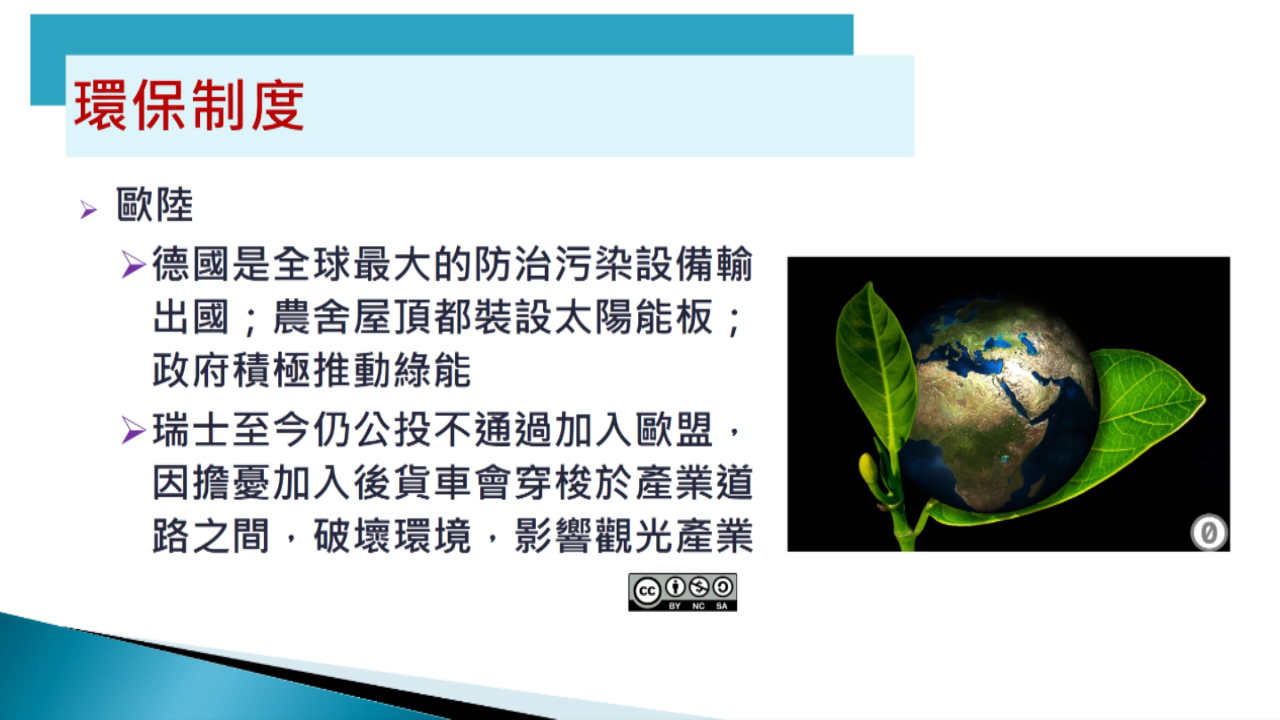 環保制度
歐陸
德國是全球最大的防治污染設備輸
出國；農舍屋頂都裝設太陽能板；
政府積極推動綠能
瑞士至今仍公投不通過加入歐盟，
因擔憂加入後貨車會穿梭於產業道
路之間，破壞環境，影響觀光產業
0
cc
BY NC SA